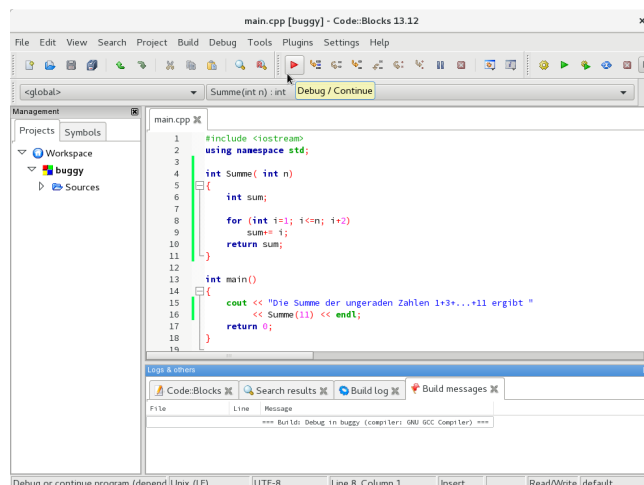 main.cpp [buggy] - Code::Blocks 13.12
File Edit View Search Project Build Debug Tools Plugins Settings Help
<global> Summe(int n) : int Debug / Continue
Management
Projects Symbols
Workspace
buggy
Sources
main.cpp
1 #include <iostream>
2 using namespace std;
3
4 int Summe( int n)
5 {
6 int sum;
7
8 for (int i=1; i<=n; i+2)
9 sum+= i;
10 return sum;
11 }
12
13 int main()
14 {
15 cout << "Die Summe der ungeraden Zahlen 1+3+...+11 ergibt "
16 << Summe(11) << endl;
17 return 0;
18 }
19
Logs & others
Code::Blocks Search results Build log Build messages
File Line Message
=== Build: Debug in buggy (compiler: GNU GCC Compiler) ===
Debug or continue program (depend Unix (LF) UTF-8 Line 8, Column 1 Insert Read/Write default